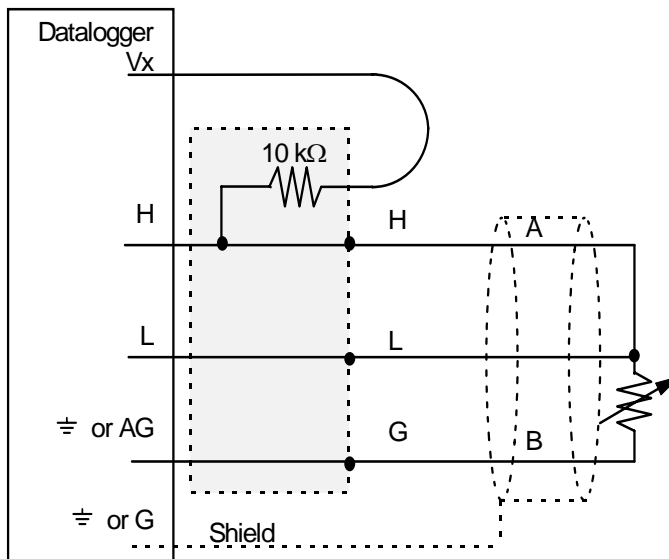 Datalogger
Vx
10 kΩ
H H A
L L
⏚ or AG G B
⏚ or G Shield